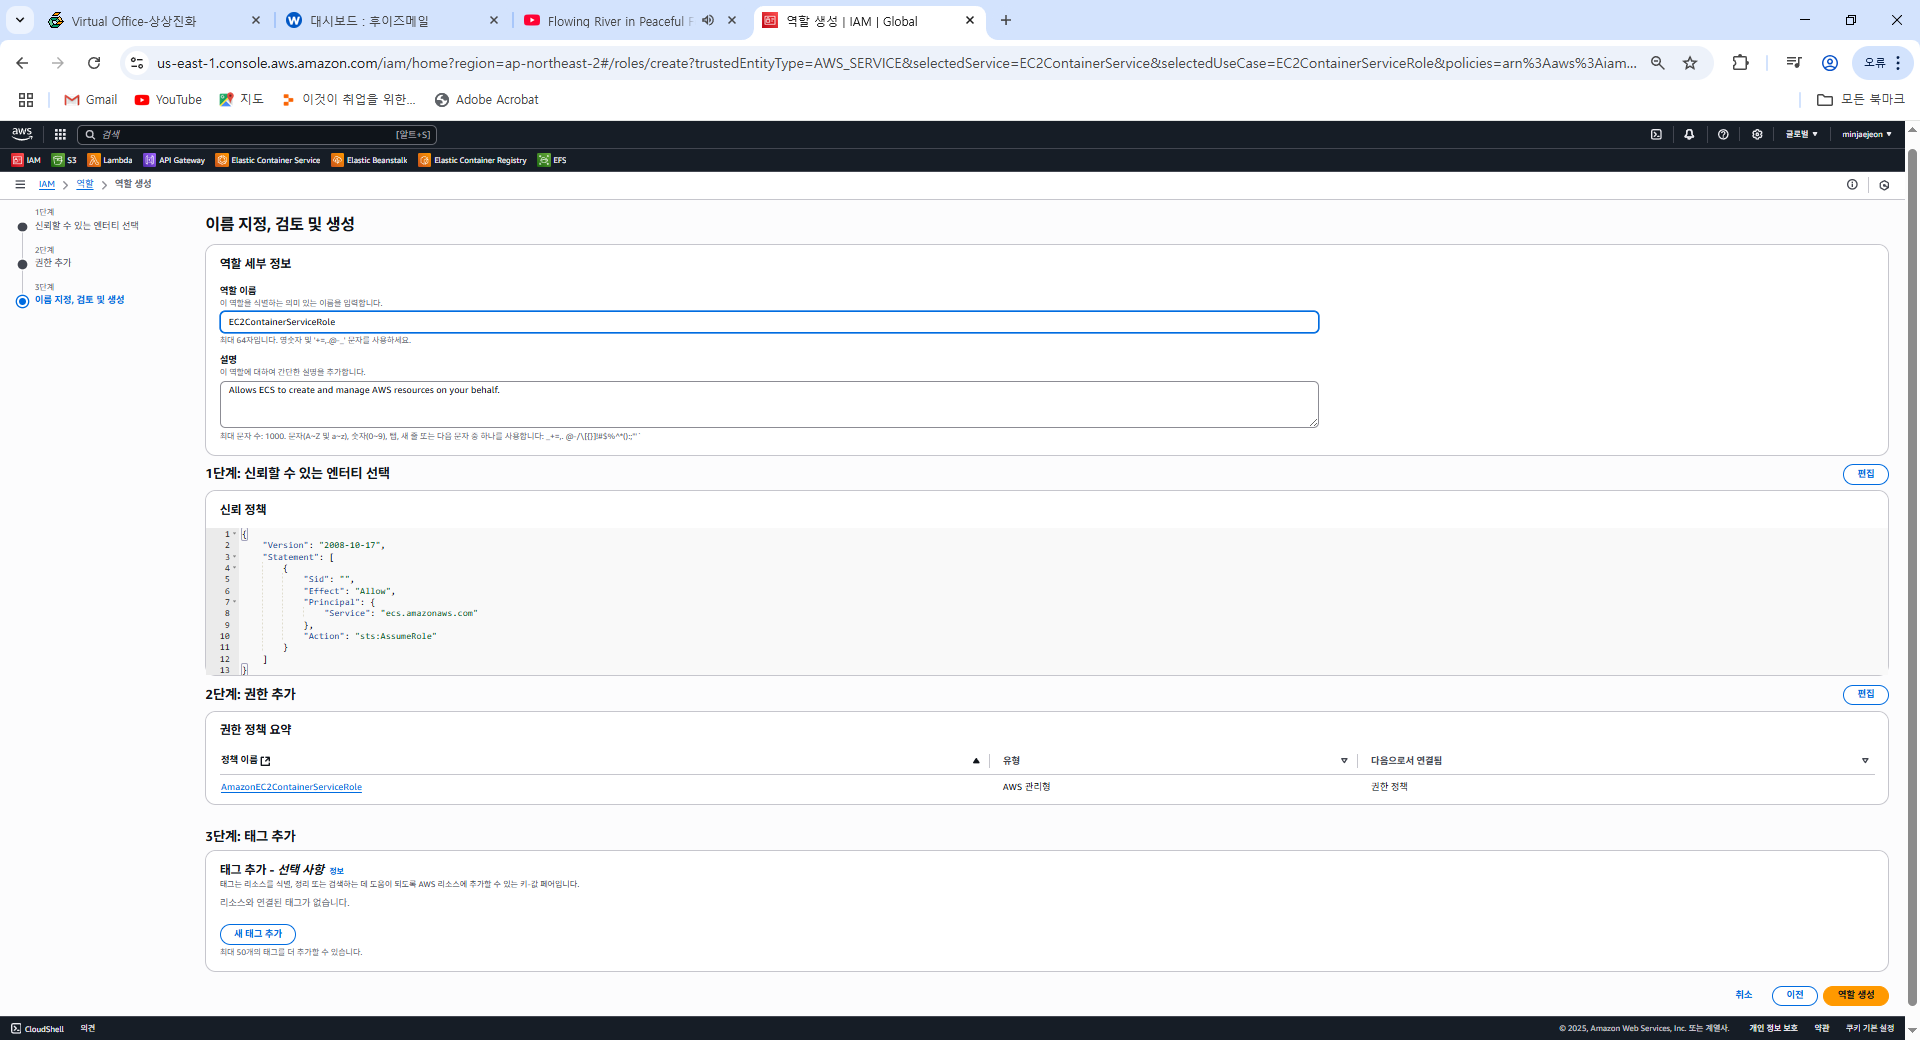 Virtual Office-상상진화
대시보드 : 후이즈메일
Flowing River in Peaceful F
역할 생성 | IAM | Global
us-east-1.console.aws.amazon.com/iam/home?region=ap-northeast-2#/roles/create?trustedEntityType=AWS_SERVICE&selectedService=EC2ContainerService&selectedUseCase=EC2ContainerServiceRole&policies=arn%3Aaws%3Aiam...
오류
Gmail
YouTube
지도
이것이 취업을 위한...
Adobe Acrobat
모든 북마크
aws
검색
[알트+S]
글로벌
minjaejeon
IAM
S3
Lambda
API Gateway
Elastic Container Service
Elastic Beanstalk
Elastic Container Registry
EFS
IAM > 역할 > 역할 생성
1단계
신뢰할 수 있는 엔터티 선택
2단계
권한 추가
3단계
이름 지정, 검토 및 생성
이름 지정, 검토 및 생성
역할 세부 정보
역할 이름
이 역할을 식별하는 의미 있는 이름을 입력합니다.
EC2ContainerServiceRole
최대 64자입니다. 영숫자 및 '+=,.@-_' 문자를 사용하세요.
설명
이 역할에 대하여 간단한 설명을 추가합니다.
Allows ECS to create and manage AWS resources on your behalf.
최대 문자 수: 1000. 문자(A~Z 및 a~z), 숫자(0~9), 탭, 새 줄 또는 다음 문자 중 하나를 사용합니다:
1단계: 신뢰할 수 있는 엔터티 선택
편집
신뢰 정책
1 {
2 "Version": "2008-10-17",
3 "Statement": [
4 {
5 "Sid": "",
6 "Effect": "Allow",
7 "Principal": {
8 "Service": "ecs.amazonaws.com"
9 },
10 "Action": "sts:AssumeRole"
11 }
12 ]
13 }
2단계: 권한 추가
편집
권한 정책 요약
정책 이름
유형
다음으로서 연결됨
AmazonEC2ContainerServiceRole
AWS 관리형
권한 정책
3단계: 태그 추가
태그 추가 - 선택 사항 정보
태그는 리소스를 식별, 정리 또는 검색하는 데 도움이 되도록 AWS 리소스에 추가할 수 있는 키-값 페어입니다.
리소스와 연결된 태그가 없습니다.
새 태그 추가
최대 50개의 태그를 더 추가할 수 있습니다.
취소
이전
역할 생성
CloudShell
의견
© 2025, Amazon Web Services, Inc. 또는 계열사.
개인 정보 보호
약관
쿠키 기본 설정